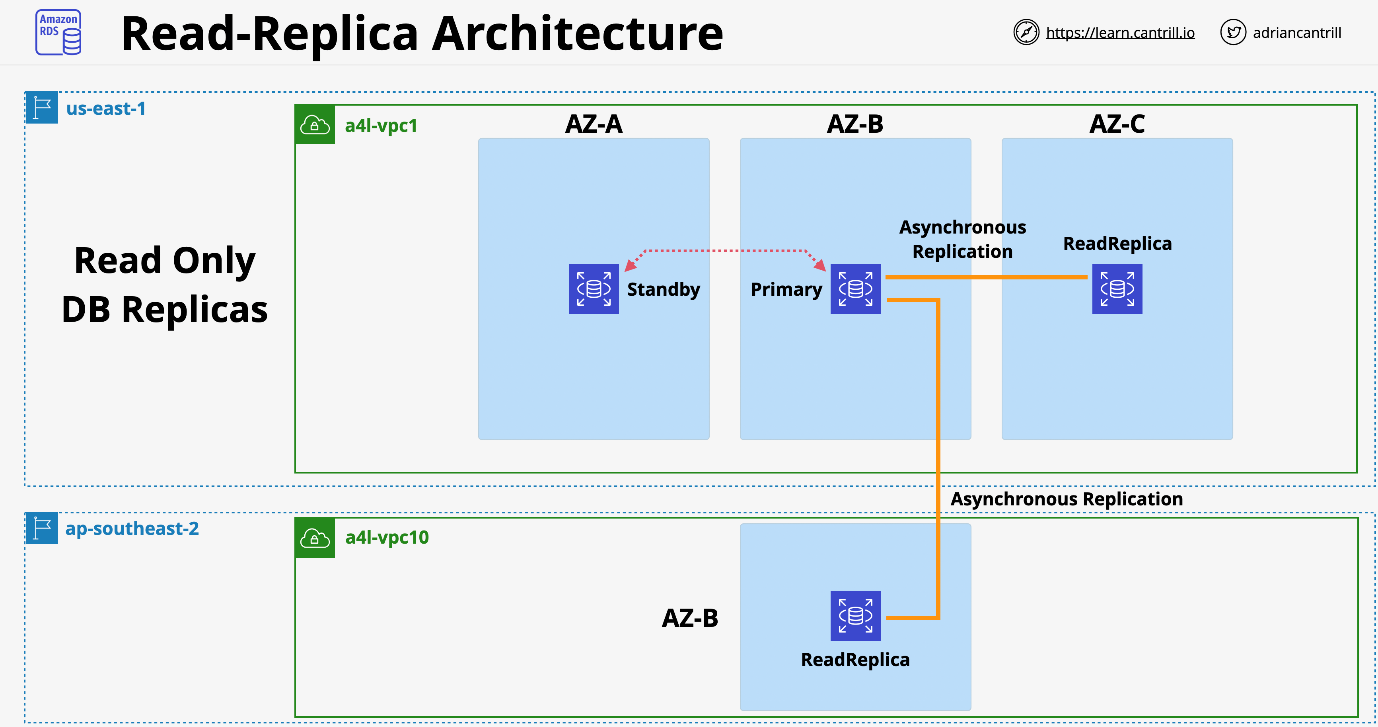 Amazon
RDS
Read-Replica Architecture
https://learn.cantrill.io
adriancantrill
us-east-1
a4l-vpc1
AZ-A
AZ-B
AZ-C
Read Only
DB Replicas
Asynchronous
Replication
ReadReplica
Standby
Primary
Asynchronous Replication
ap-southeast-2
a4l-vpc10
AZ-B
ReadReplica